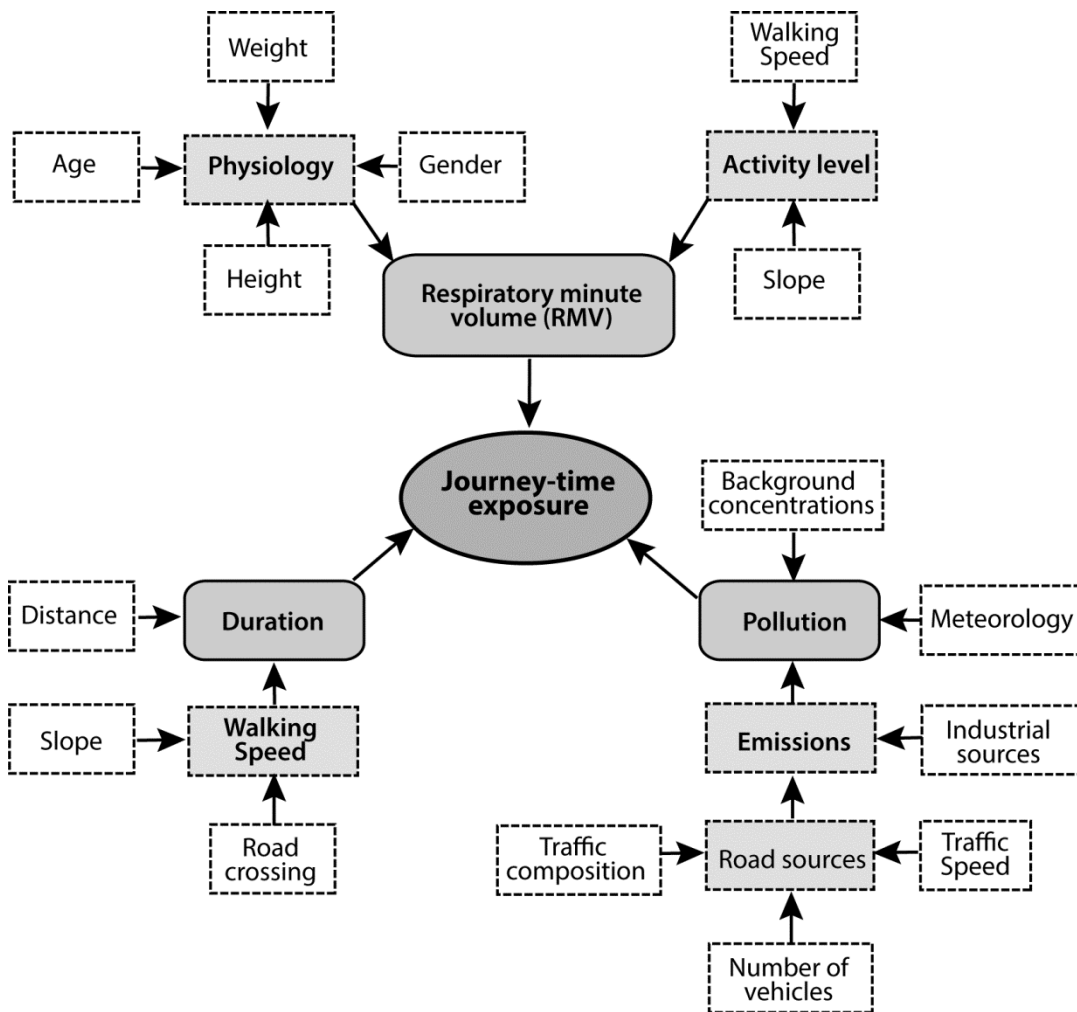 Weight
Walking
Speed
Age
Physiology
Gender
Activity level
Height
Respiratory minute
volume (RMV)
Slope
Journey-time
exposure
Background
concentrations
Distance
Duration
Pollution
Meteorology
Slope
Walking
Speed
Emissions
Industrial
sources
Road
crossing
Traffic
composition
Road sources
Traffic
Speed
Number of
vehicles